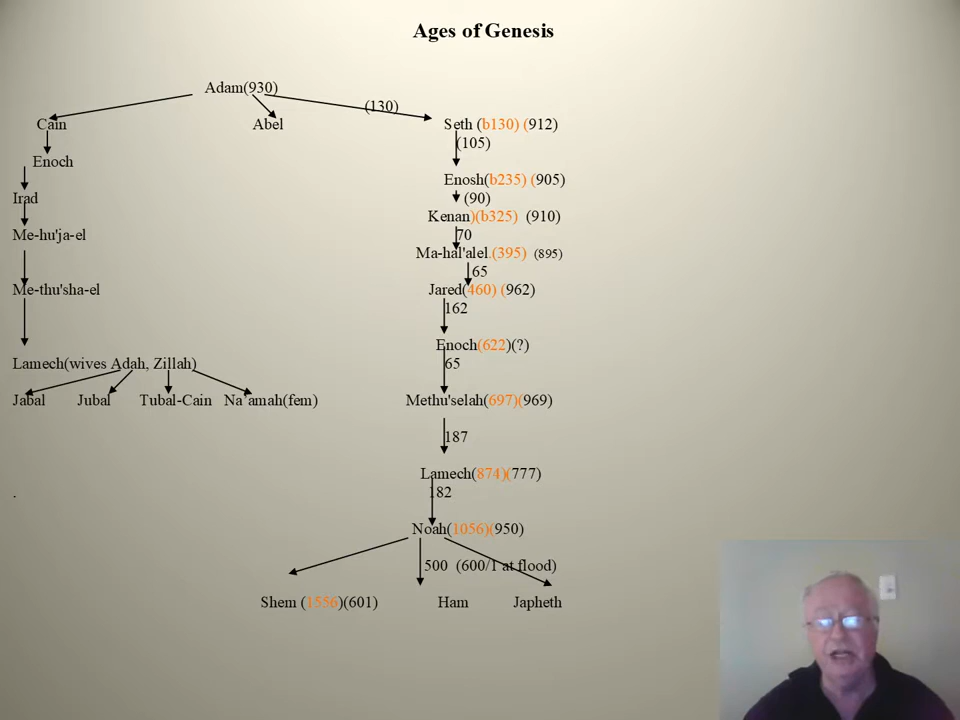 Ages of Genesis
Adam(930)
(130)
Cain Abel Seth (b130) (912)
(105)
Enoch
Enosh(b235) (905)
Irad (90)
Kenan)(b325) (910)
Me-hu'ja-el 70
Ma-hal'alel.(395) (895)
65
Me-thu'sha-el Jared(460) (962)
162
Enoch(622)(?)
Lamech(wives Adah, Zillah) 65
Jabal Jubal Tubal-Cain Na'amah(fem) Methu'selah(697)(969)
187
Lamech(874)(777)
. 182
Noah(1056)(950)
500 (600/1 at flood)
Shem (1556)(601) Ham Japheth